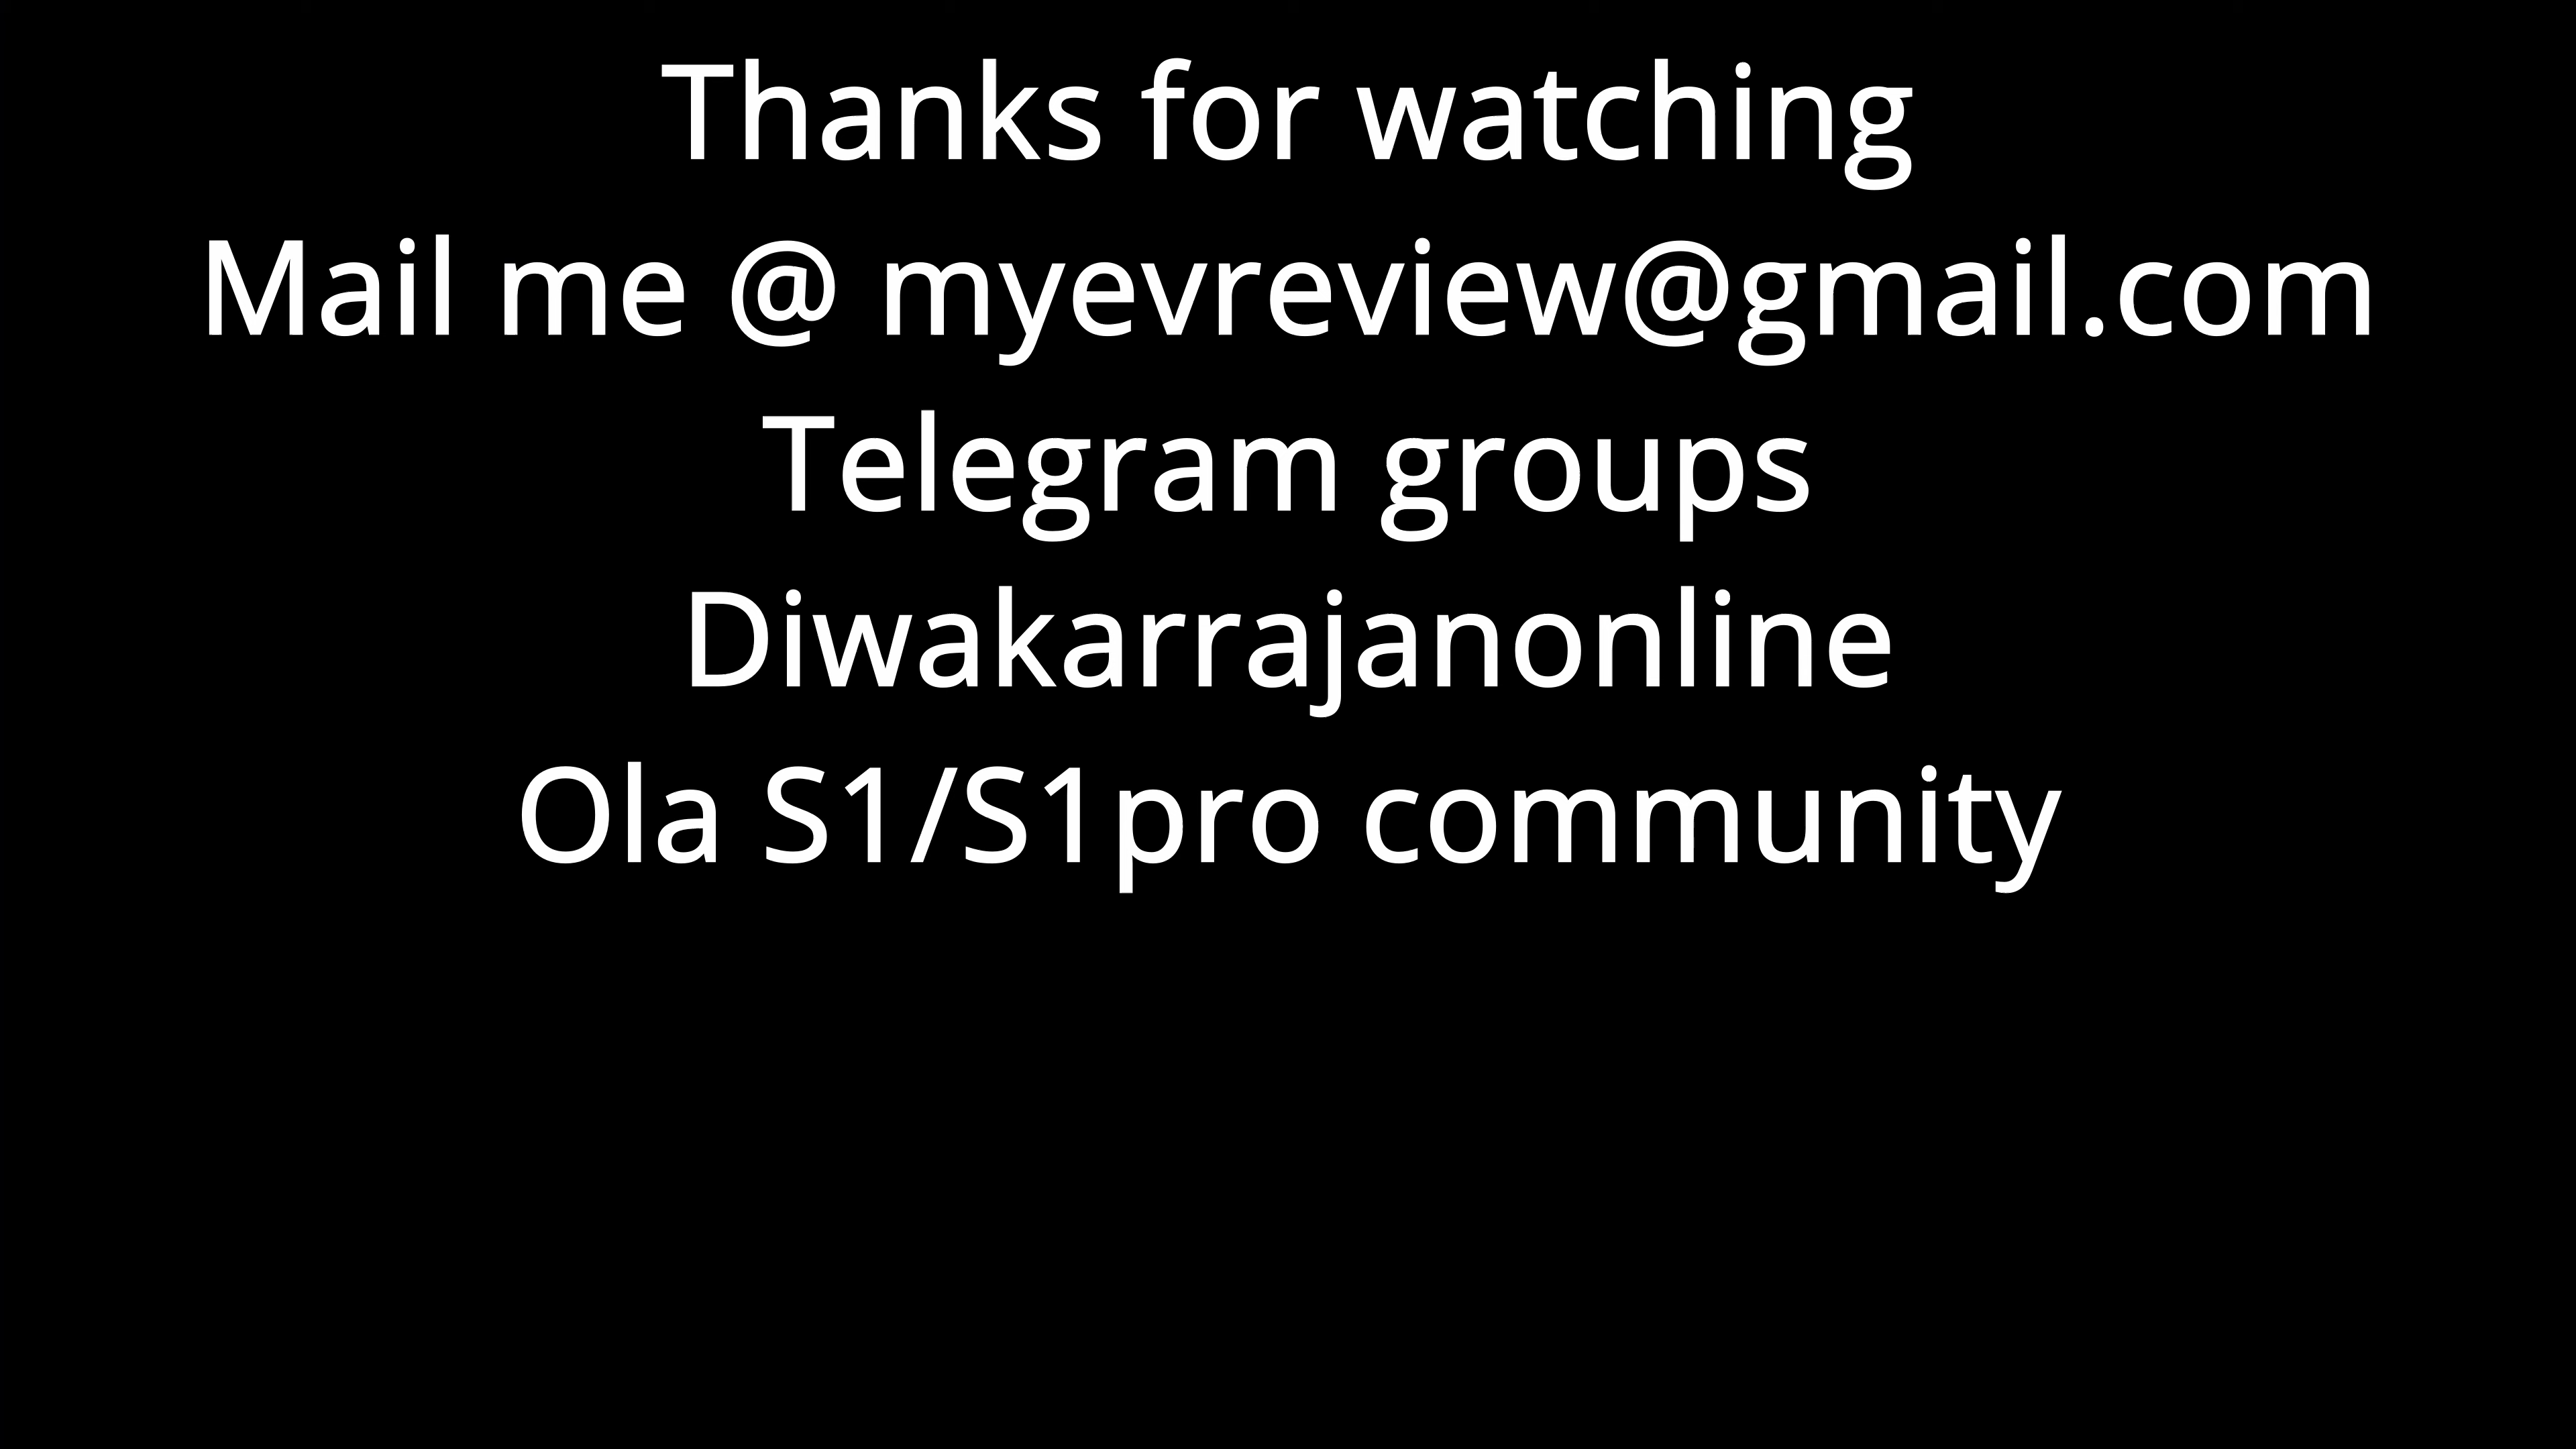 Thanks for watching
Mail me @ myevreview@gmail.com
Telegram groups
Diwakarrajanonline
Ola S1/S1pro community